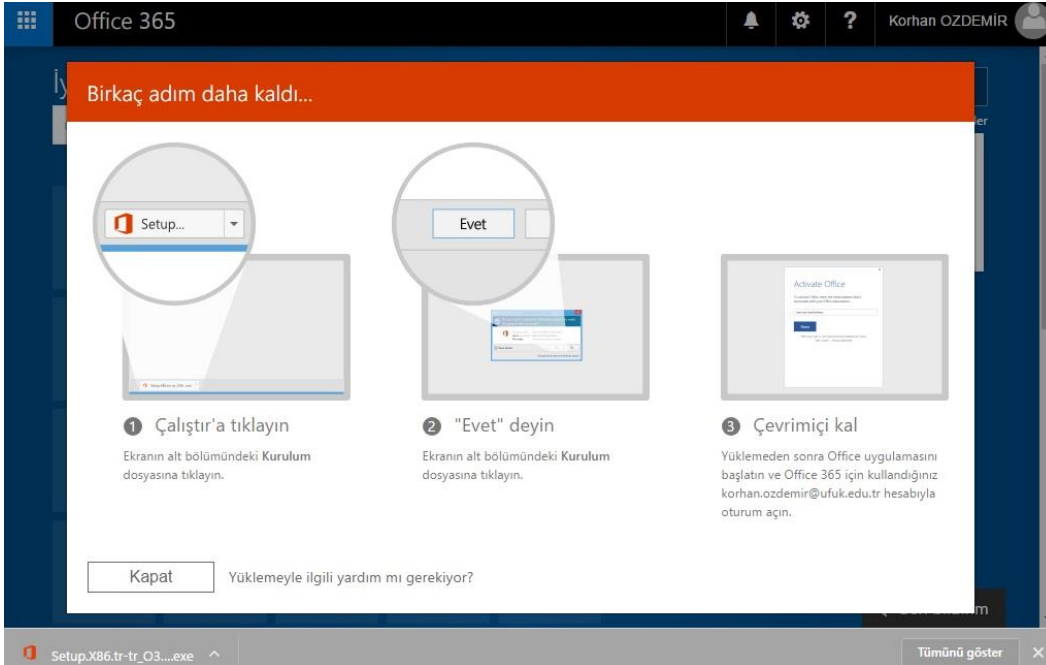 Office 365
?
Korhan OZDEMİR
İy
ler
Birkaç adım daha kaldı...
Setup...
Evet
Activate Office
1 Çalıştır'a tıklayın
Ekranın alt bölümündeki Kurulum
dosyasına tıklayın.
2 "Evet" deyin
Ekranın alt bölümündeki Kurulum
dosyasına tıklayın.
3 Çevrimiçi kal
Yüklemeden sonra Office uygulamasını
başlatın ve Office 365 için kullandığınız
korhan.ozdemir@ufuk.edu.tr hesabıyla
oturum açın.
Kapat
Yüklemeyle ilgili yardım mı gerekiyor?
Setup.X86.tr-tr_O3....exe
Tümünü göster